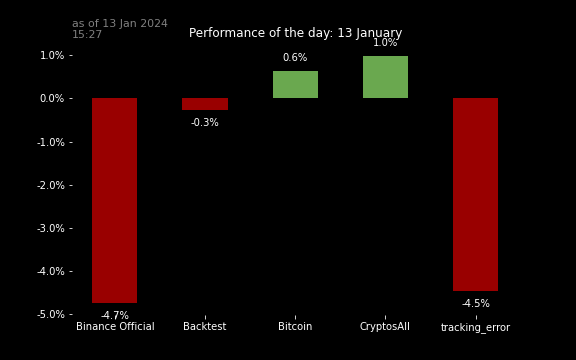 as of 13 Jan 2024
15:27
Performance of the day: 13 January
1.0%
0.0%
-1.0%
-2.0%
-3.0%
-4.0%
-5.0%
-4.7%
-0.3%
0.6%
1.0%
-4.5%
Binance Official
Backtest
Bitcoin
CryptosAll
tracking_error